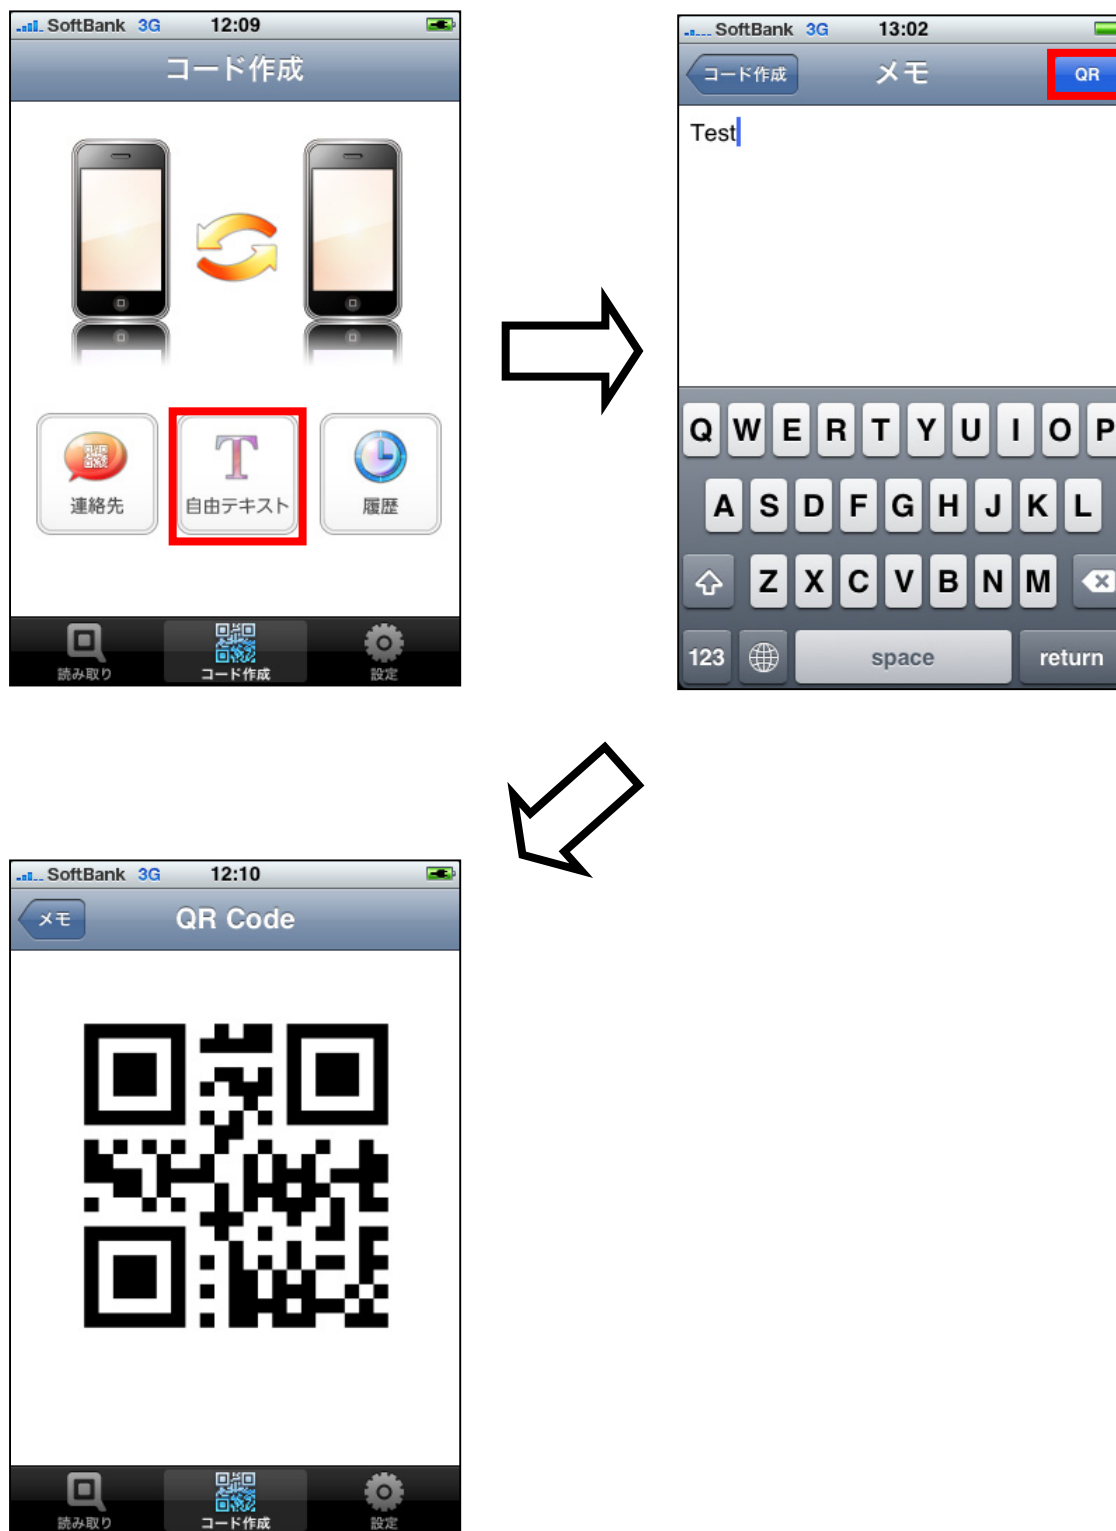 SoftBank 3G 12:09
コード作成
連絡先 自由テキスト 履歴
読み取り コード作成 設定
SoftBank 3G 13:02
コード作成 メモ QR
Test
Q W E R T Y U I O P
A S D F G H J K L
Z X C V B N M
123 space return
SoftBank 3G 12:10
メモ QR Code
読み取り コード作成 設定